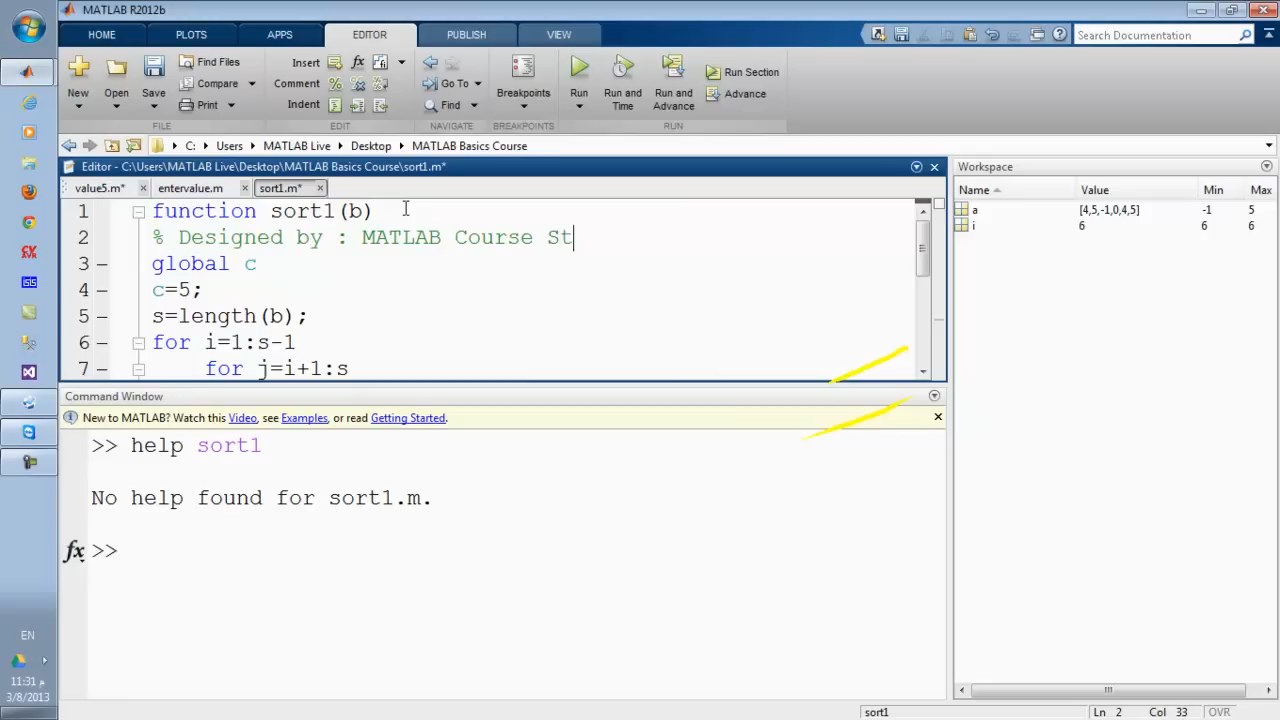 MATLAB R2012b
HOME PLOTS APPS EDITOR PUBLISH VIEW
Search Documentation
New Open Save Find Files Compare Print
Insert Comment Indent
Go To Find
Breakpoints
Run Run and Time Run and Advance Run Section Advance
FILE EDIT NAVIGATE BREAKPOINTS RUN
C: Users MATLAB Live Desktop MATLAB Basics Course
Editor - C:\Users\MATLAB Live\Desktop\MATLAB Basics Course\sort1.m*
value5.m* entervalue.m sort1.m*
1 function sort1(b)
2 % Designed by : MATLAB Course St
3 – global c
4 – c=5;
5 – s=length(b);
6 – for i=1:s-1
7 – for j=i+1:s
Workspace
Name Value Min Max
a [4,5,-1,0,4,5] -1 5
i 6 6 6
Command Window
New to MATLAB? Watch this Video, see Examples, or read Getting Started.
>> help sort1
No help found for sort1.m.
fx >>
EN
11:31 م
3/8/2013
sort1 Ln 2 Col 33 OVR